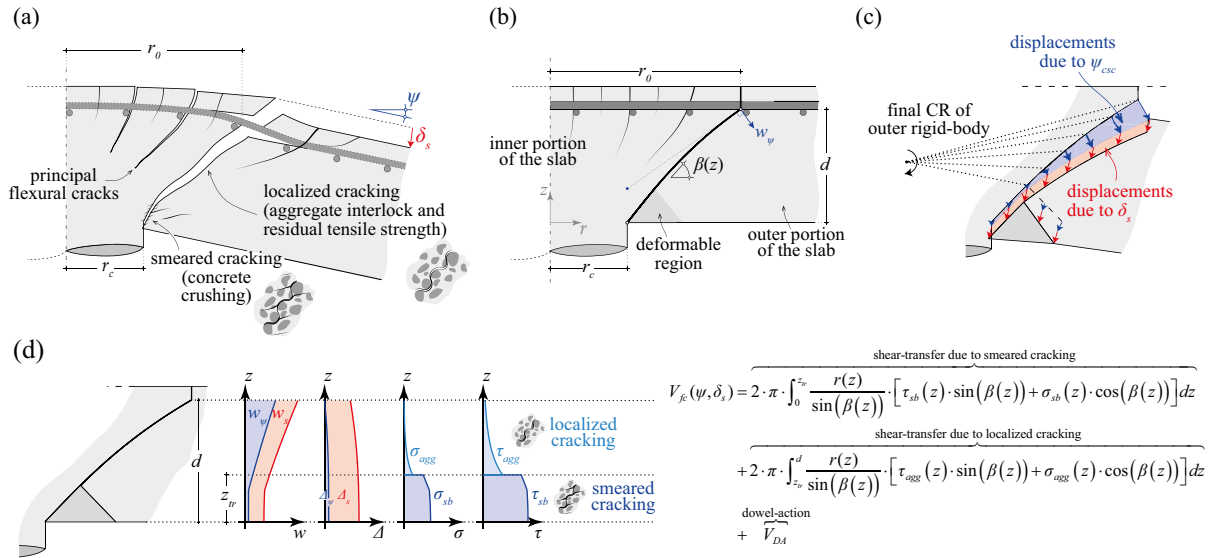 (a)
r0
ψ
δs
principal
flexural cracks
localized cracking
(aggregate interlock and
residual tensile strength)
smeared cracking
(concrete
crushing)
rc
(b)
r0
wψ
inner portion
of the slab
β(z)
d
z
r
deformable
region
outer portion of
the slab
rc
(c)
displacements
due to ψcsc
final CR of
outer rigid-body
displacements
due to δs
(d)
d
ztr
z
wψ
ws
w
z
Δψ
Δs
Δ
z
σagg
σsb
σ
z
τagg
τsb
τ
localized
cracking
smeared
cracking
shear-transfer due to smeared cracking
Vfc(ψ,δs) = 2·π·∫0^ztr r(z)/sin(β(z)) · [τsb(z)·sin(β(z)) + σsb(z)·cos(β(z))]dz
shear-transfer due to localized cracking
+ 2·π·∫ztr^d r(z)/sin(β(z)) · [τagg(z)·sin(β(z)) + σagg(z)·cos(β(z))]dz
dowel-action
+ VDA